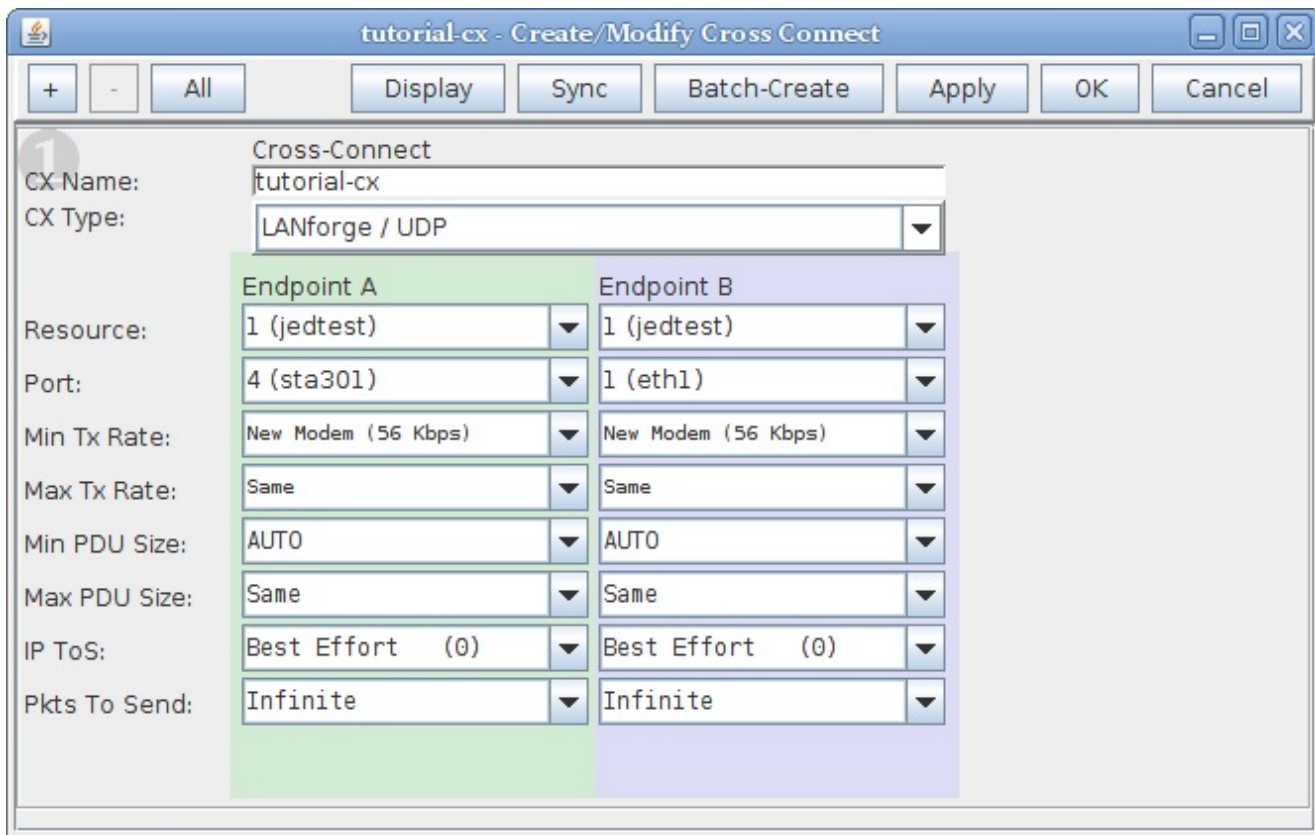 tutorial-cx - Create/Modify Cross Connect
+ - All Display Sync Batch-Create Apply OK Cancel
1
Cross-Connect
CX Name: tutorial-cx
CX Type: LANforge / UDP
Endpoint A Endpoint B
Resource: 1 (jedtest) 1 (jedtest)
Port: 4 (sta301) 1 (eth1)
Min Tx Rate: New Modem (56 Kbps) New Modem (56 Kbps)
Max Tx Rate: Same Same
Min PDU Size: AUTO AUTO
Max PDU Size: Same Same
IP ToS: Best Effort (0) Best Effort (0)
Pkts To Send: Infinite Infinite